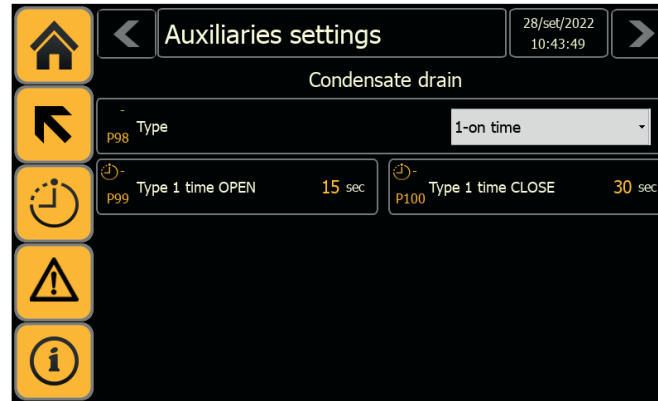 Auxiliaries settings
28/set/2022
10:43:49
Condensate drain
-
P98 Type
1-on time
-
P99 Type 1 time OPEN 15 sec
-
P100 Type 1 time CLOSE 30 sec
i